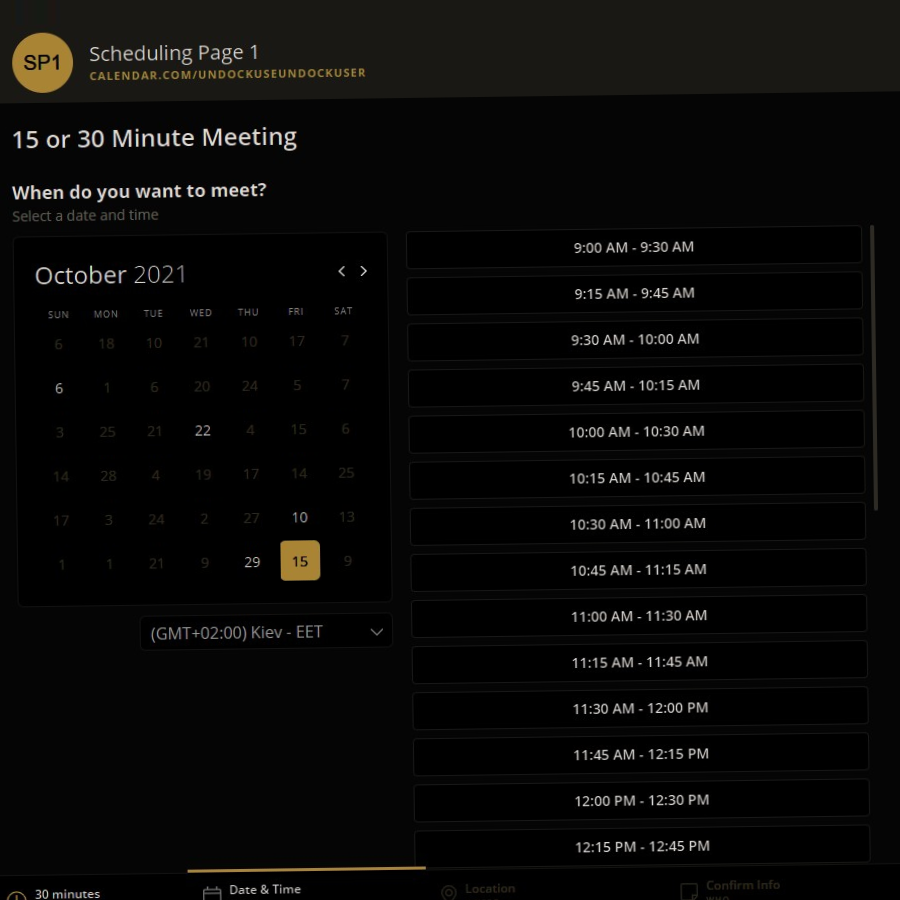 SP1
Scheduling Page 1
CALENDAR.COM/UNDOCKUSEUNDOCKUSER
15 or 30 Minute Meeting
When do you want to meet?
Select a date and time
October 2021
SUN MON TUE WED THU FRI SAT
6 18 10 21 10 17 7
6 1 6 20 24 5 7
3 25 21 22 4 15 6
14 28 4 19 17 14 25
17 3 24 2 27 10 13
1 1 21 9 29 15 9
(GMT+02:00) Kiev - EET
9:00 AM - 9:30 AM
9:15 AM - 9:45 AM
9:30 AM - 10:00 AM
9:45 AM - 10:15 AM
10:00 AM - 10:30 AM
10:15 AM - 10:45 AM
10:30 AM - 11:00 AM
10:45 AM - 11:15 AM
11:00 AM - 11:30 AM
11:15 AM - 11:45 AM
11:30 AM - 12:00 PM
11:45 AM - 12:15 PM
12:00 PM - 12:30 PM
12:15 PM - 12:45 PM
30 minutes
Date & Time
Location
Confirm Info